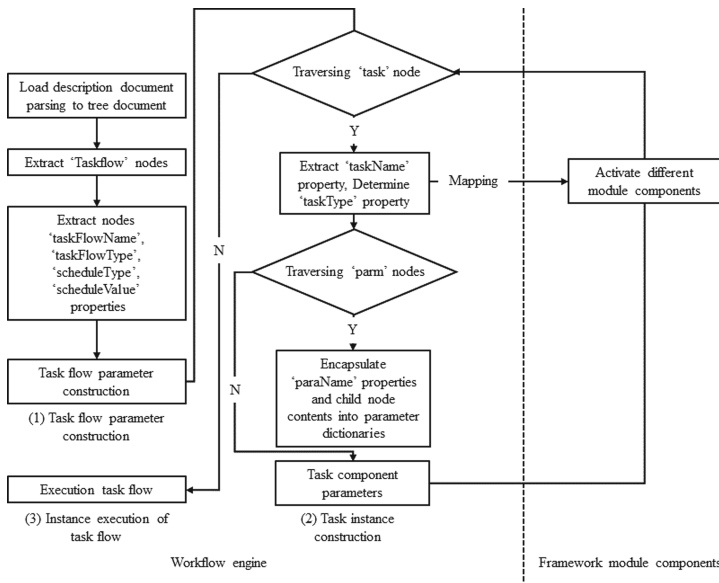 Load description document
parsing to tree document
Extract ‘Taskflow’ nodes
Extract nodes
‘taskFlowName’,
‘taskFlowType’,
‘scheduleType’,
‘scheduleValue’
properties
Task flow parameter
construction
(1) Task flow parameter
construction
Execution task flow
(3) Instance execution of
task flow
Traversing ‘task’ node
Y
N
Extract ‘taskName’
property, Determine
‘taskType’ property
Mapping
Activate different
module components
Traversing ‘parm’ nodes
Y
N
Encapsulate
‘paraName’ properties
and child node
contents into parameter
dictionaries
Task component
parameters
(2) Task instance
construction
Workflow engine
Framework module components